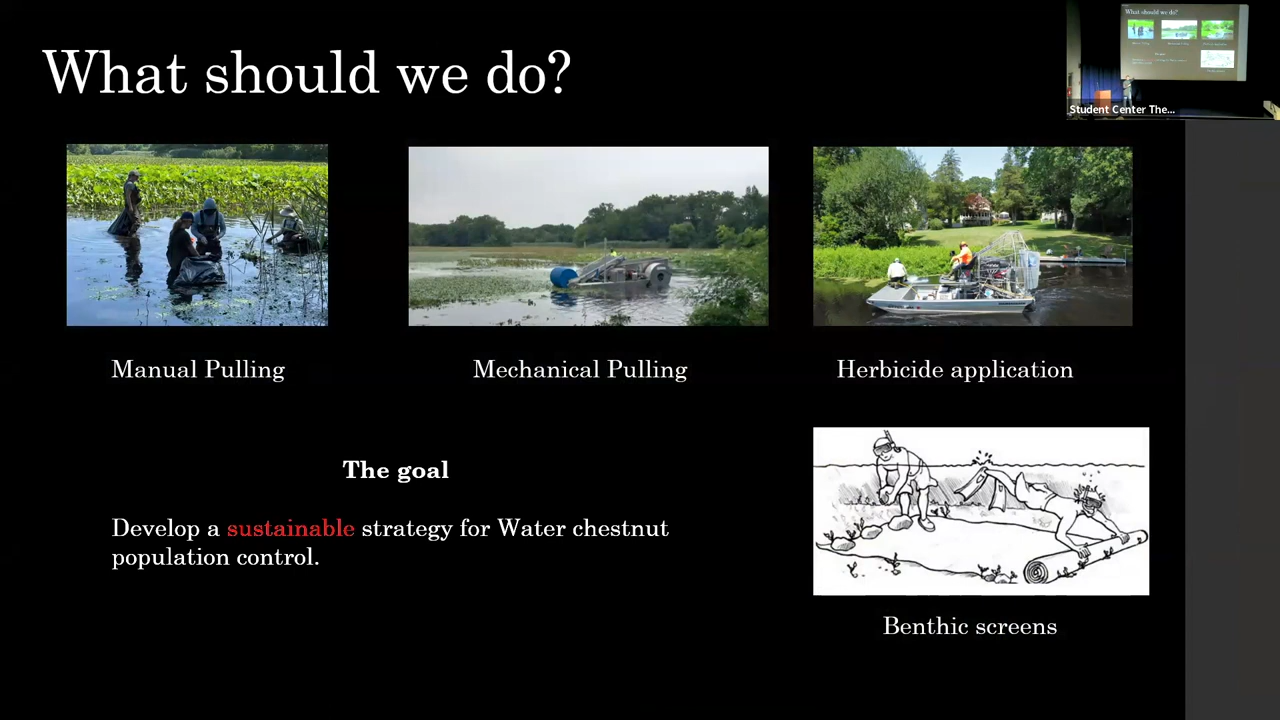 What should we do?
Student Center The...
Manual Pulling
Mechanical Pulling
Herbicide application
The goal
Develop a sustainable strategy for Water chestnut
population control.
Benthic screens